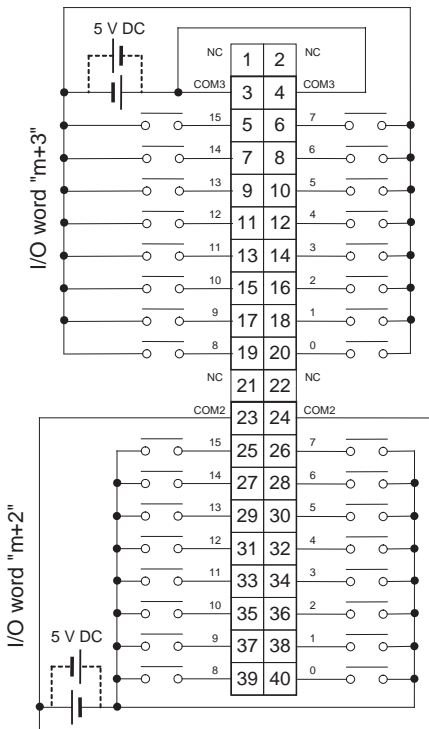 5 V DC
NC 1 2 NC
COM3 3 4 COM3
15 5 6 7
14 7 8 6
13 9 10 5
12 11 12 4
11 13 14 3
10 15 16 2
9 17 18 1
8 19 20 0
I/O word "m+3"
NC 21 22 NC
COM2 23 24 COM2
15 25 26 7
14 27 28 6
13 29 30 5
12 31 32 4
11 33 34 3
10 35 36 2
9 37 38 1
8 39 40 0
I/O word "m+2"
5 V DC